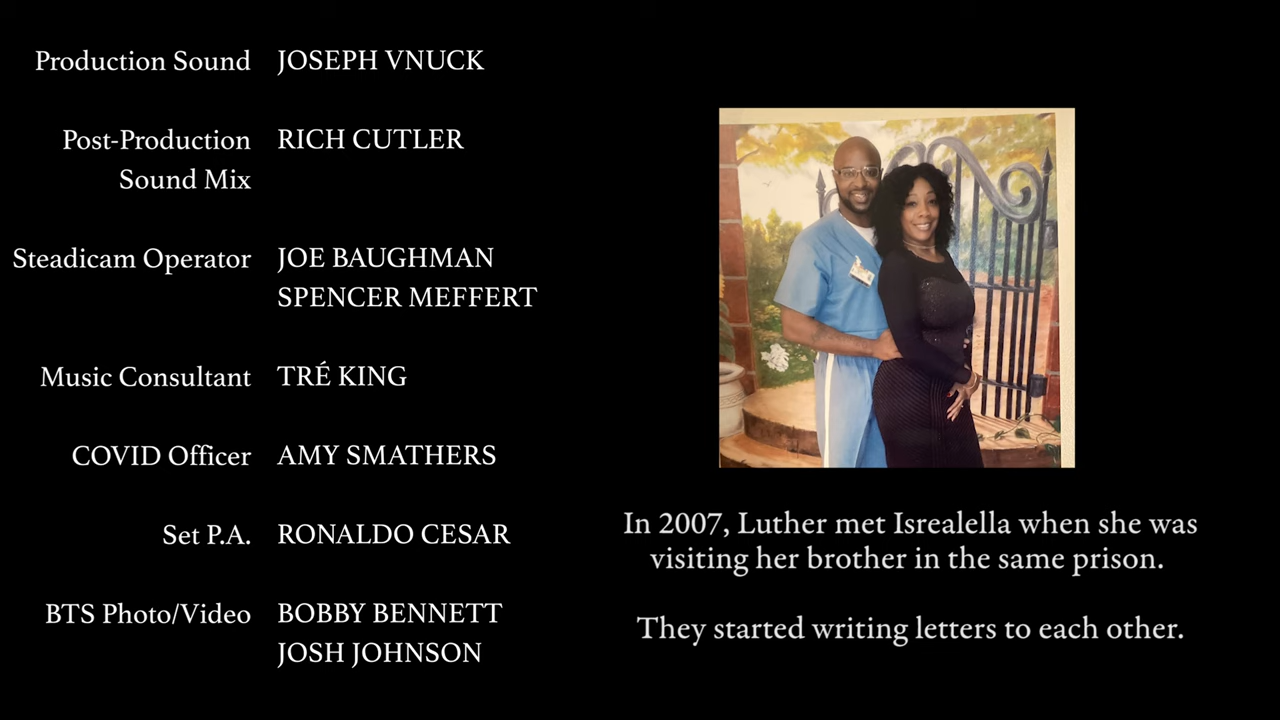 Production Sound JOSEPH VNUCK
Post-Production RICH CUTLER
Sound Mix
Steadicam Operator JOE BAUGHMAN
SPENCER MEFFERT
Music Consultant TRÉ KING
COVID Officer AMY SMATHERS
Set P.A. RONALDO CESAR
BTS Photo/Video BOBBY BENNETT
JOSH JOHNSON
In 2007, Luther met Isrealella when she was
visiting her brother in the same prison.
They started writing letters to each other.